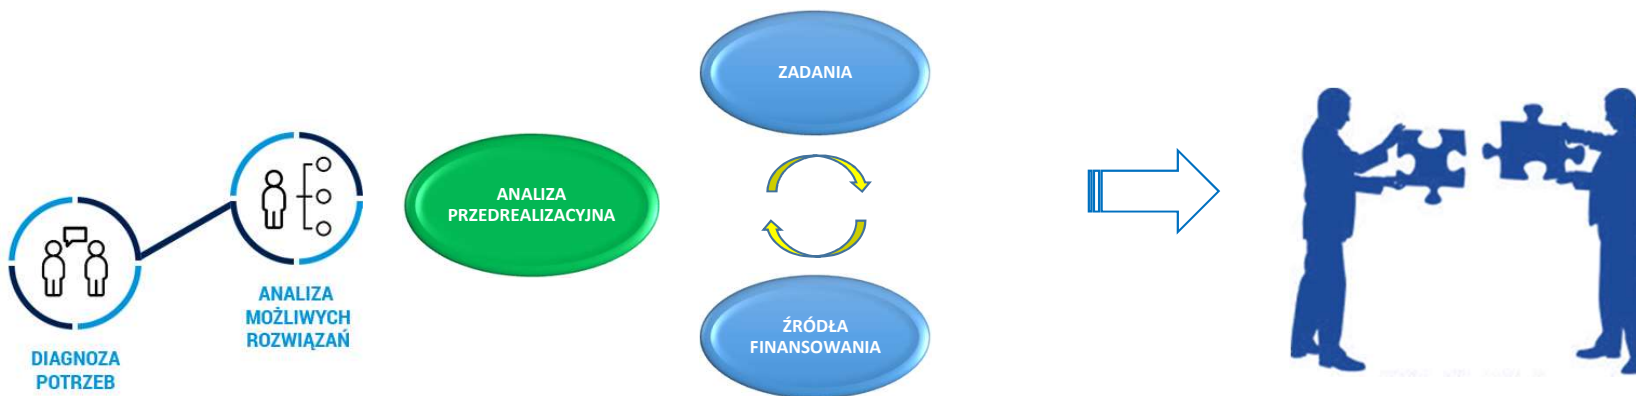 DIAGNOZA
POTRZEB
ANALIZA
MOŻLIWYCH
ROZWIĄZAŃ
ANALIZA
PRZEDREALIZACYJNA
ZADANIA
ŹRÓDŁA
FINANSOWANIA